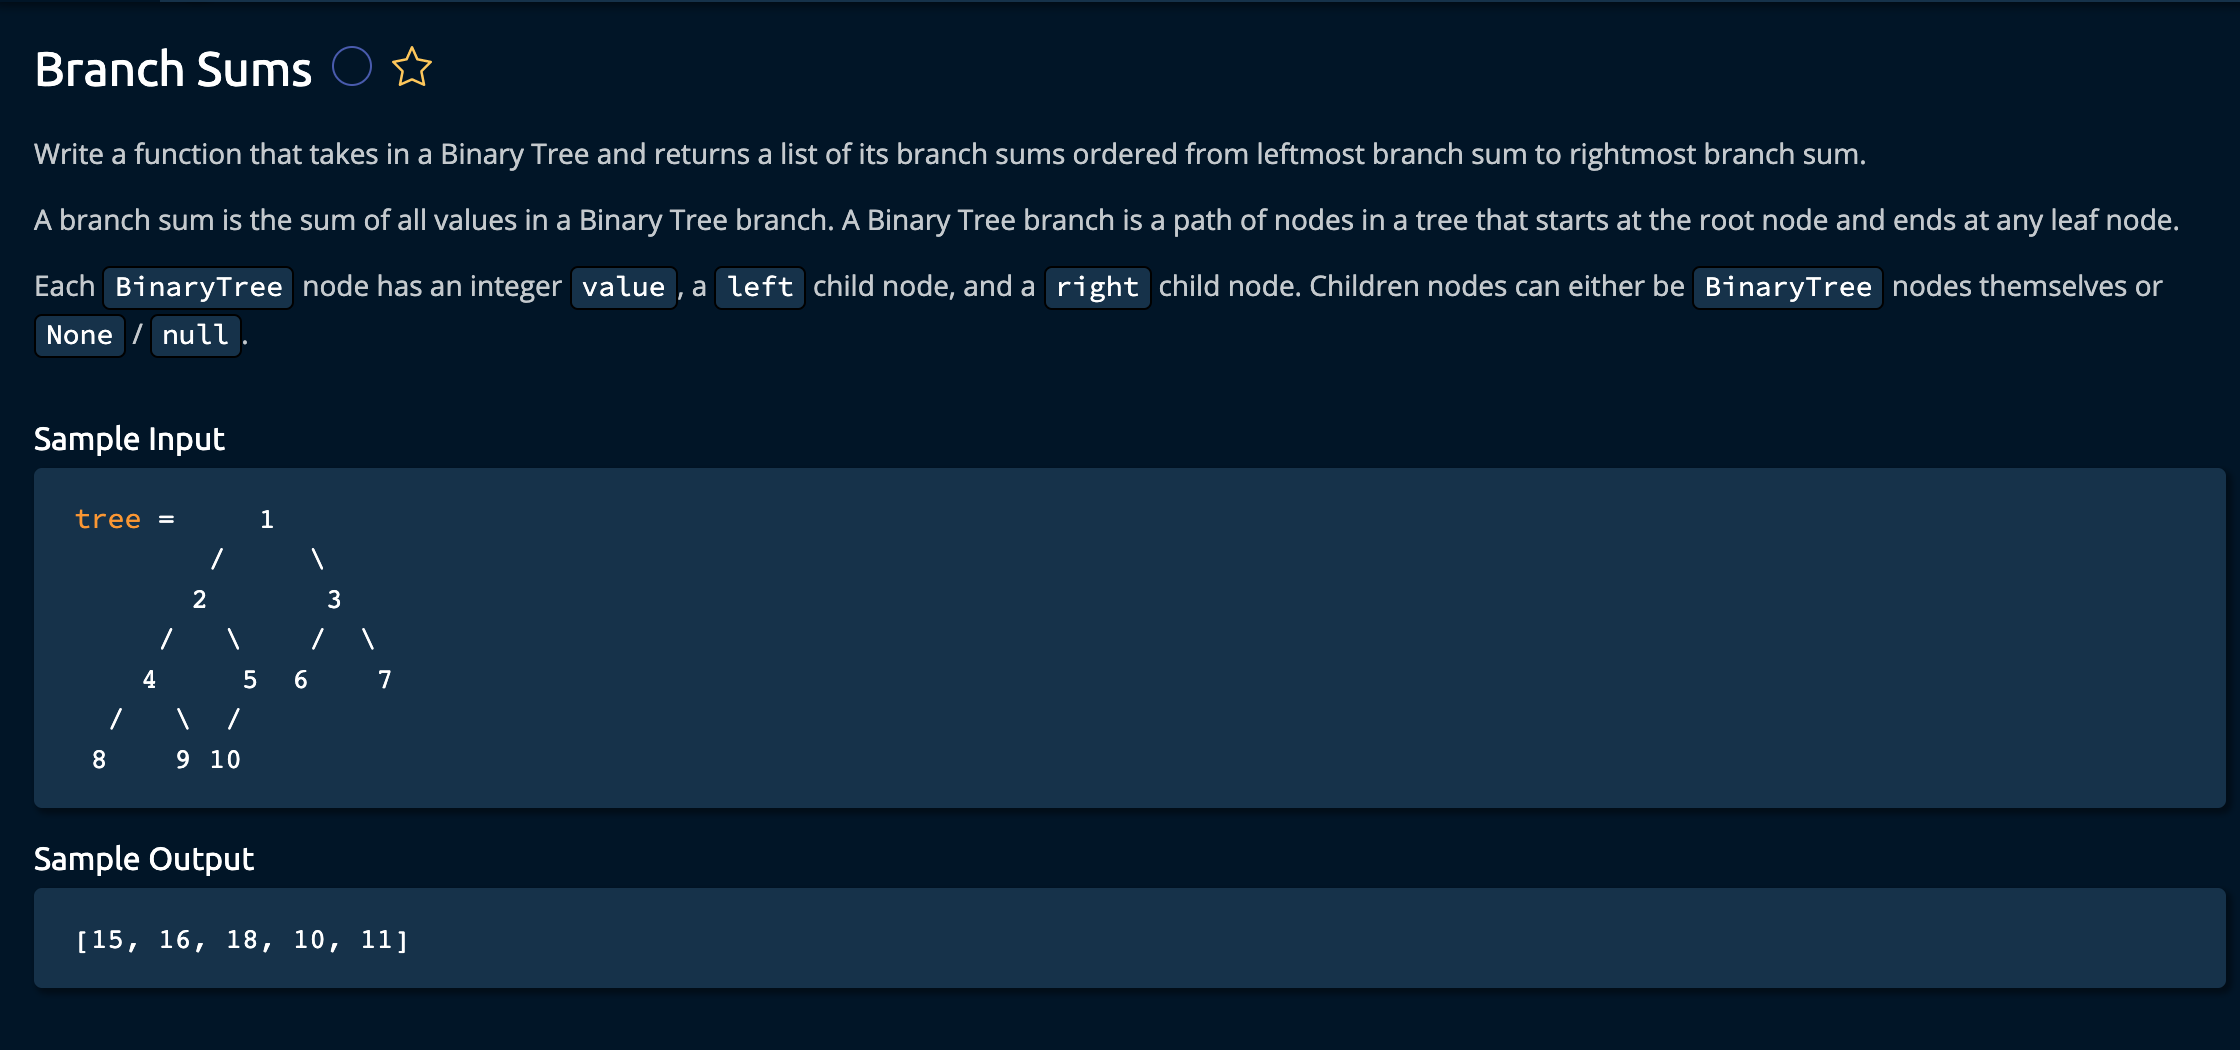 Branch Sums
Write a function that takes in a Binary Tree and returns a list of its branch sums ordered from leftmost branch sum to rightmost branch sum.
A branch sum is the sum of all values in a Binary Tree branch. A Binary Tree branch is a path of nodes in a tree that starts at the root node and ends at any leaf node.
Each BinaryTree node has an integer value, a left child node, and a right child node. Children nodes can either be BinaryTree nodes themselves or
None / null.
Sample Input
tree =     1
        /     \
       2       3
     /   \    /  \
    4     5  6    7
  /   \  /
 8    9 10
Sample Output
[15, 16, 18, 10, 11]